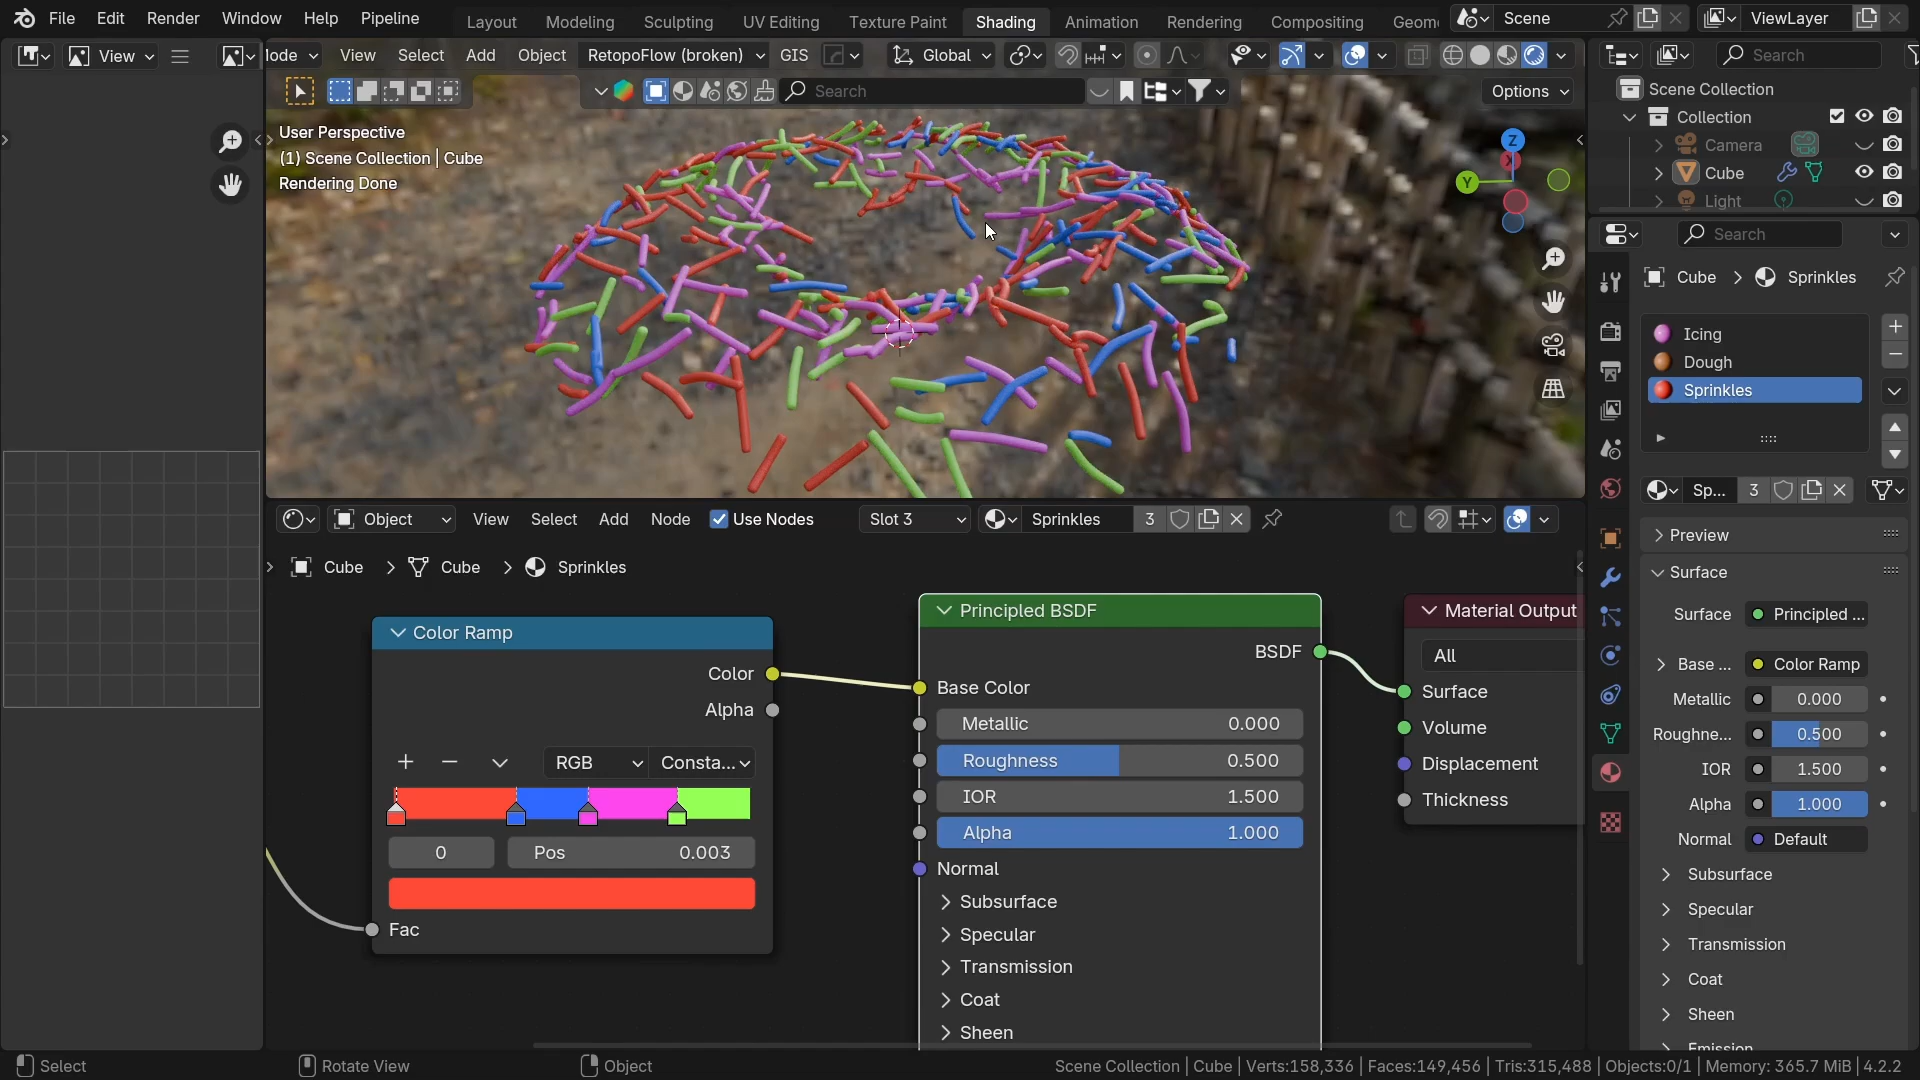 File Edit Render Window Help Pipeline Layout Modeling Sculpting UV Editing Texture Paint Shading Animation Rendering Compositing Geom Scene ViewLayer
View ode View Select Add Object RetopoFlow (broken) GIS Global Search
Search Options
User Perspective
(1) Scene Collection | Cube
Rendering Done
Z
X
Y
Scene Collection
Collection
Camera
Cube
Light
Search
Cube > Sprinkles
Icing
Dough
Sprinkles
Sp... 3
Preview
Surface
Surface Principled ...
Base ... Color Ramp
Metallic 0.000
Roughne... 0.500
IOR 1.500
Alpha 1.000
Normal Default
Subsurface
Specular
Transmission
Coat
Sheen
Emission
Object View Select Add Node Use Nodes Slot 3 Sprinkles 3
Cube > Cube > Sprinkles
Color Ramp
Color
Alpha
RGB Consta...
0 Pos 0.003
Fac
Principled BSDF
BSDF
Base Color
Metallic 0.000
Roughness 0.500
IOR 1.500
Alpha 1.000
Normal
Subsurface
Specular
Transmission
Coat
Sheen
Material Output
All
Surface
Volume
Displacement
Thickness
Select Rotate View Object Scene Collection | Cube | Verts:158,336 | Faces:149,456 | Tris:315,488 | Objects:0/1 | Memory: 365.7 MiB | 4.2.2